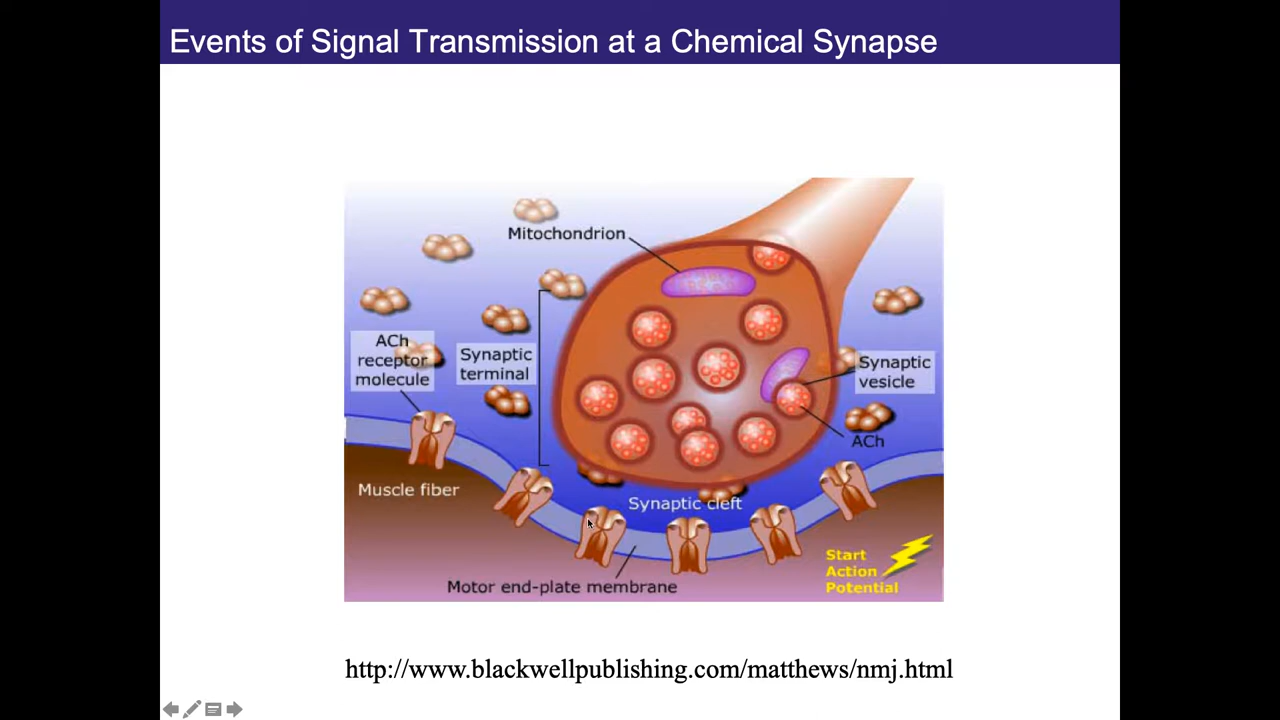 Events of Signal Transmission at a Chemical Synapse
Mitochondrion
ACh
receptor
molecule
Synaptic
terminal
Synaptic
vesicle
ACh
Muscle fiber
Synaptic cleft
Motor end-plate membrane
Start
Action
Potential
http://www.blackwellpublishing.com/matthews/nmj.html